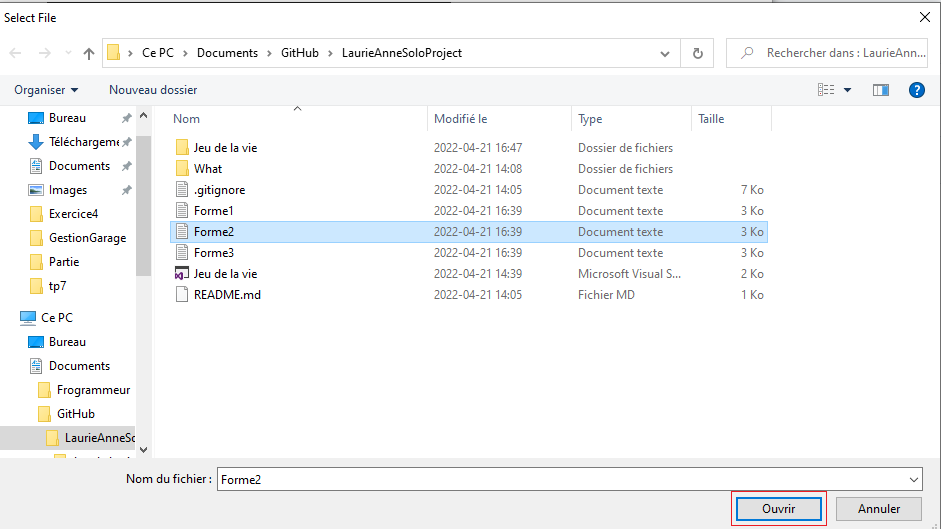 Select File
Ce PC > Documents > GitHub > LaurieAnneSoloProject
Rechercher dans : LaurieAnn...
Organiser Nouveau dossier
Nom Modifié le Type Taille
Jeu de la vie 2022-04-21 16:47 Dossier de fichiers
What 2022-04-21 14:08 Dossier de fichiers
.gitignore 2022-04-21 14:05 Document texte 7 Ko
Forme1 2022-04-21 16:39 Document texte 3 Ko
Forme2 2022-04-21 16:39 Document texte 3 Ko
Forme3 2022-04-21 16:39 Document texte 3 Ko
Jeu de la vie 2022-04-21 14:39 Microsoft Visual S... 2 Ko
README.md 2022-04-21 14:05 Fichier MD 1 Ko
Bureau
Téléchargeme
Documents
Images
Exercice4
GestionGarage
Partie
tp7
Ce PC
Bureau
Documents
Frogrammeur
GitHub
LaurieAnneSo
Nom du fichier : Forme2
Ouvrir Annuler